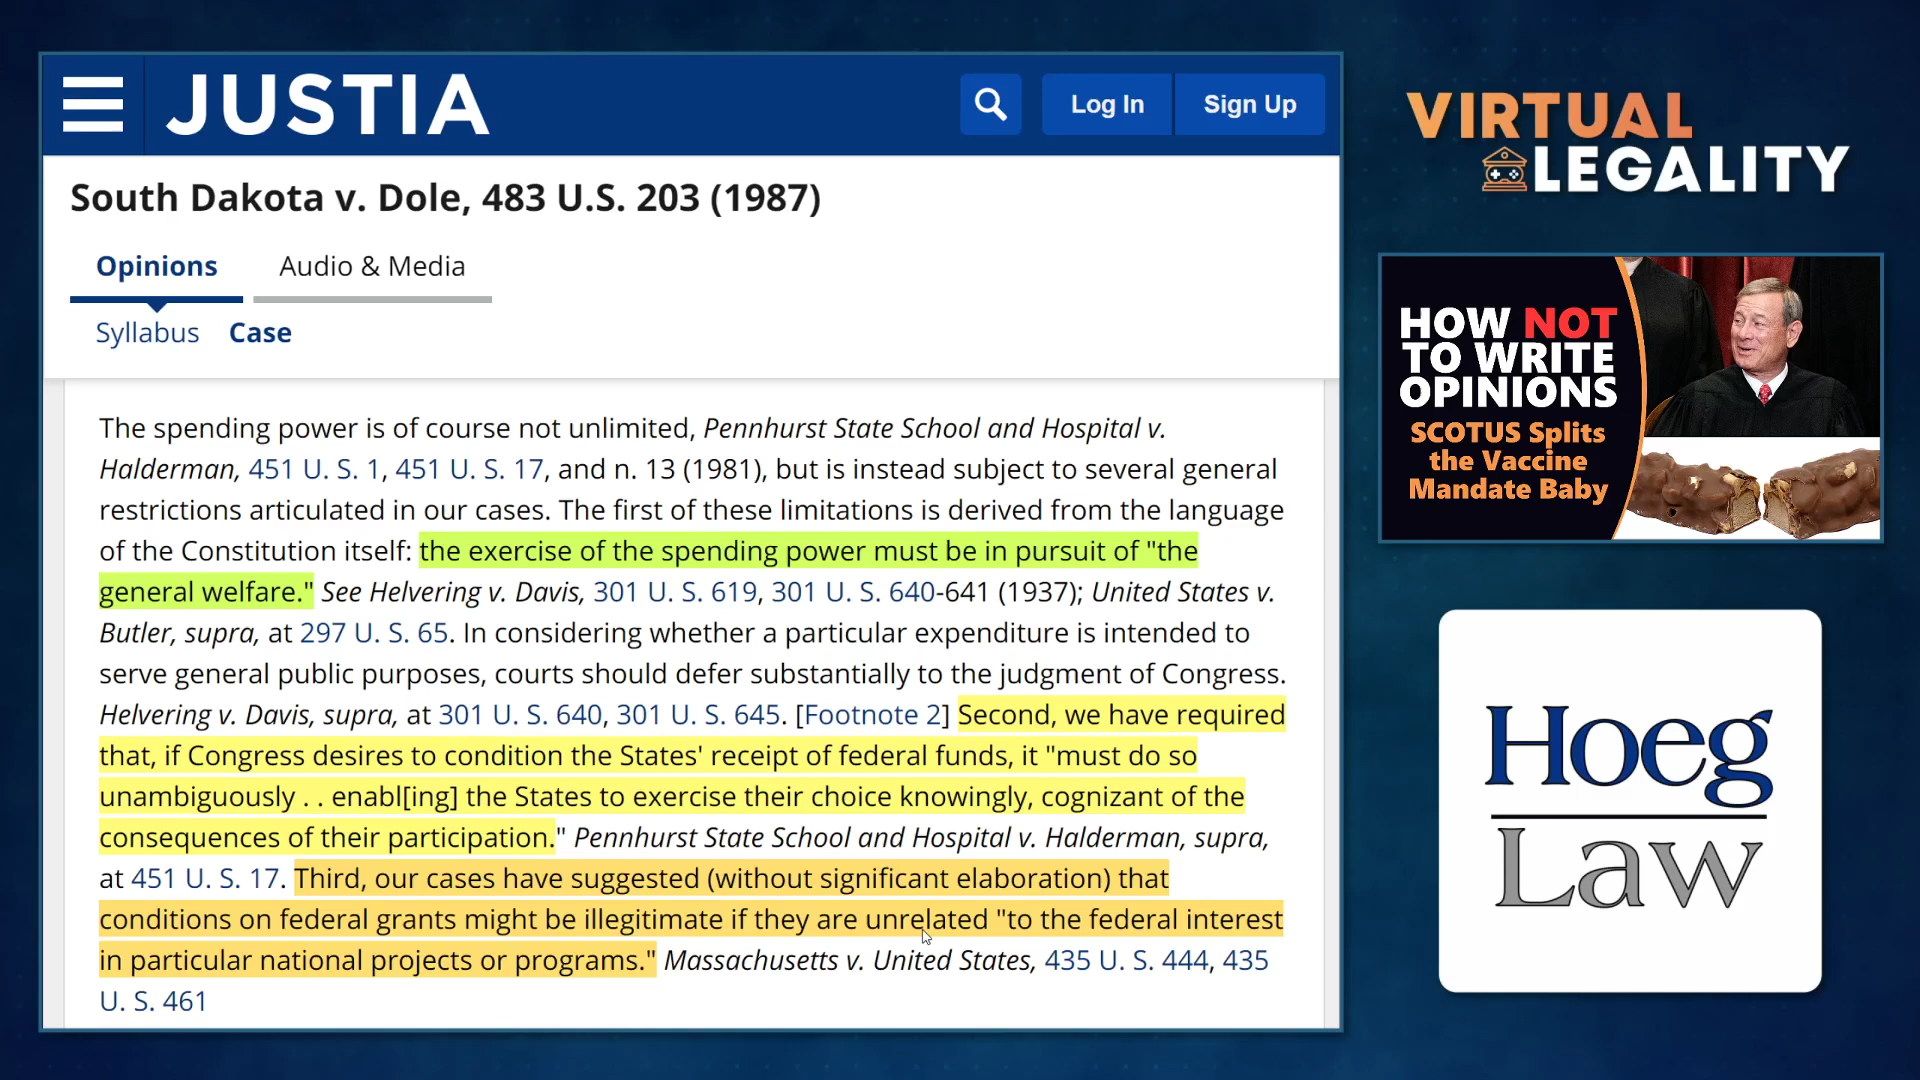 JUSTIA
Log In
Sign Up
South Dakota v. Dole, 483 U.S. 203 (1987)
Opinions
Audio & Media
Syllabus
Case
The spending power is of course not unlimited, Pennhurst State School and Hospital v.
Halderman, 451 U. S. 1, 451 U. S. 17, and n. 13 (1981), but is instead subject to several general
restrictions articulated in our cases. The first of these limitations is derived from the language
of the Constitution itself: the exercise of the spending power must be in pursuit of "the
general welfare." See Helvering v. Davis, 301 U. S. 619, 301 U. S. 640-641 (1937); United States v.
Butler, supra, at 297 U. S. 65. In considering whether a particular expenditure is intended to
serve general public purposes, courts should defer substantially to the judgment of Congress.
Helvering v. Davis, supra, at 301 U. S. 640, 301 U. S. 645. [Footnote 2] Second, we have required
that, if Congress desires to condition the States' receipt of federal funds, it "must do so
unambiguously . . enabl[ing] the States to exercise their choice knowingly, cognizant of the
consequences of their participation." Pennhurst State School and Hospital v. Halderman, supra,
at 451 U. S. 17. Third, our cases have suggested (without significant elaboration) that
conditions on federal grants might be illegitimate if they are unrelated "to the federal interest
in particular national projects or programs." Massachusetts v. United States, 435 U. S. 444, 435
U. S. 461
VIRTUAL
LEGALITY
HOW NOT
TO WRITE
OPINIONS
SCOTUS Splits
the Vaccine
Mandate Baby
Hoeg
Law